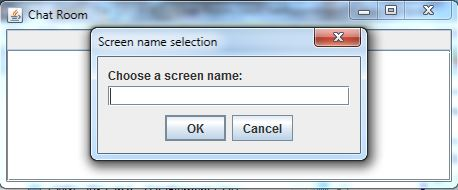 Chat Room
Screen name selection
Choose a screen name:
OK
Cancel